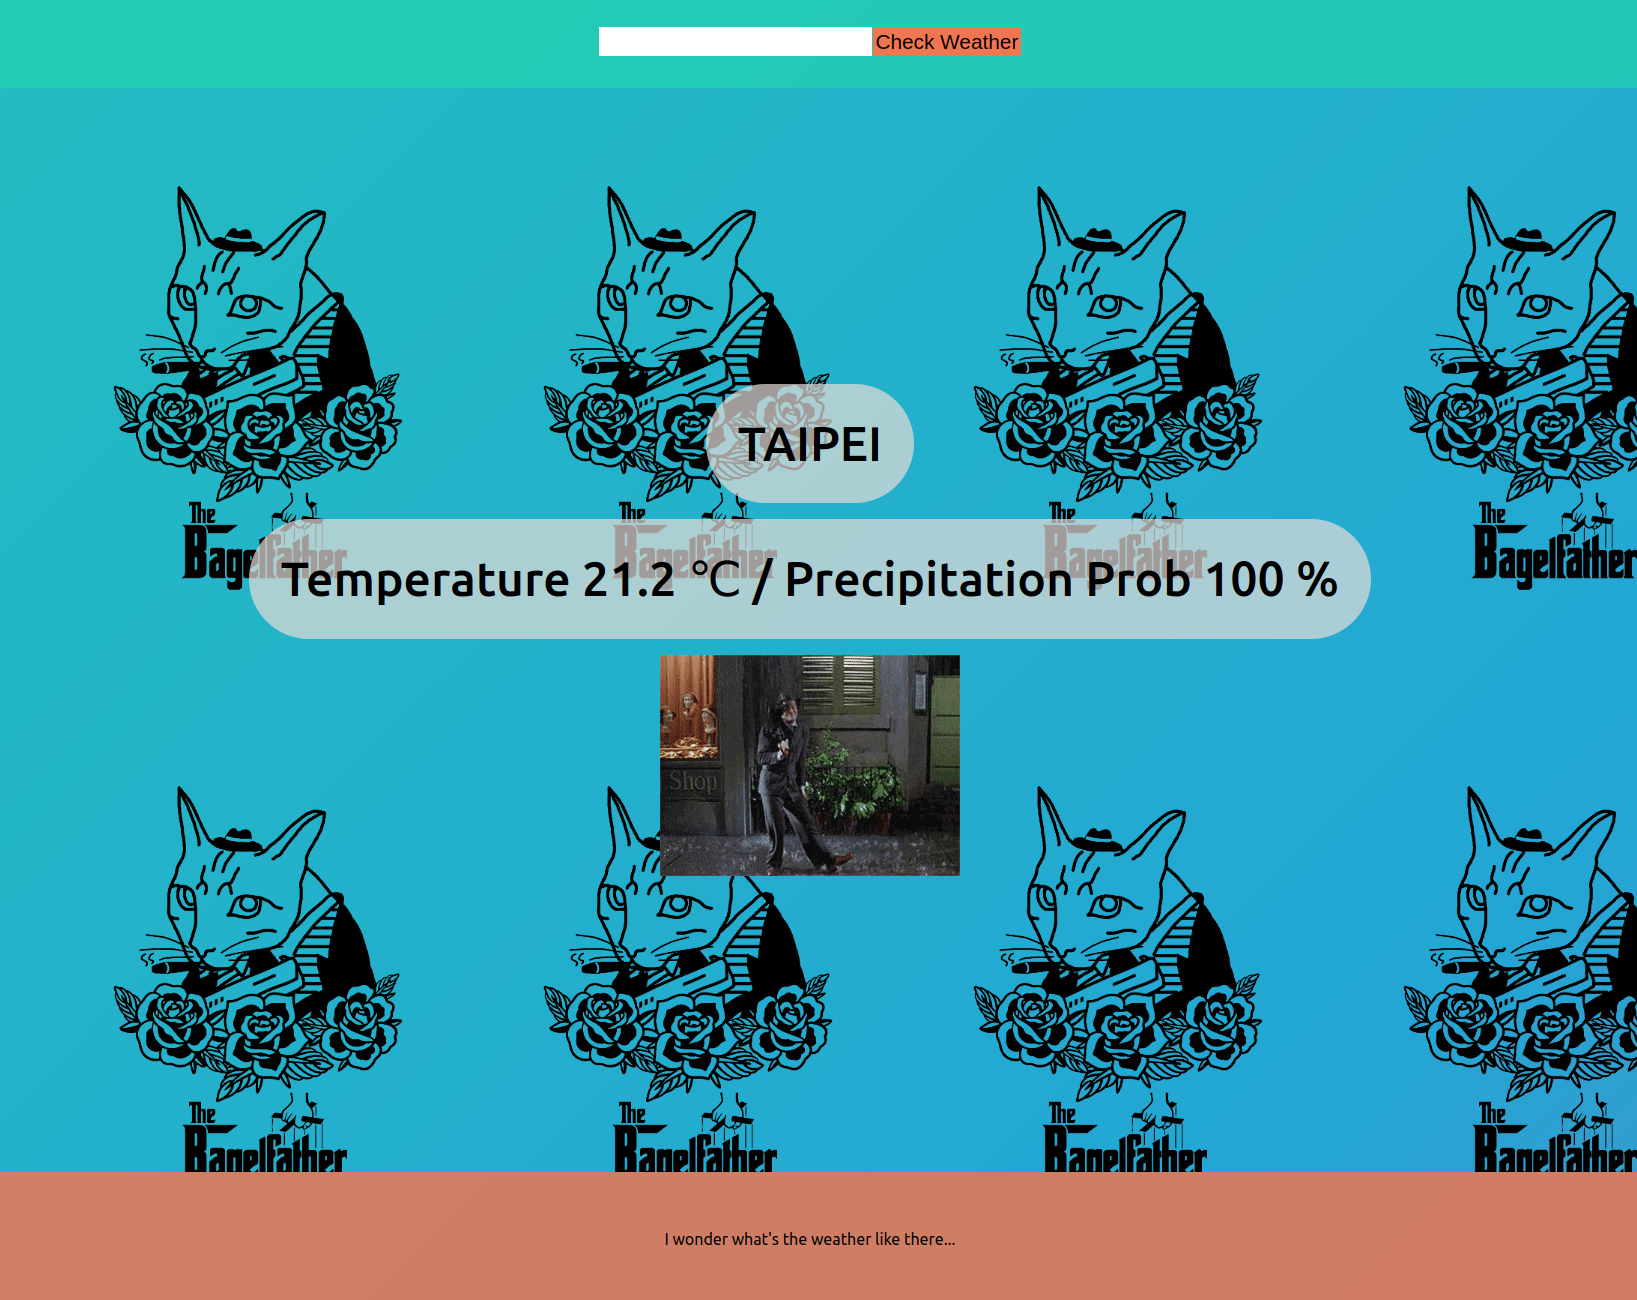 Check Weather
TAIPEI
The
Bagelfather
The
Bagelfather
The
Bagelfather
The
Bagelfather
Temperature 21.2 °C / Precipitation Prob 100 %
Shop
The
Bagelfather
The
Bagelfather
The
Bagelfather
The
Bagelfather
I wonder what's the weather like there...